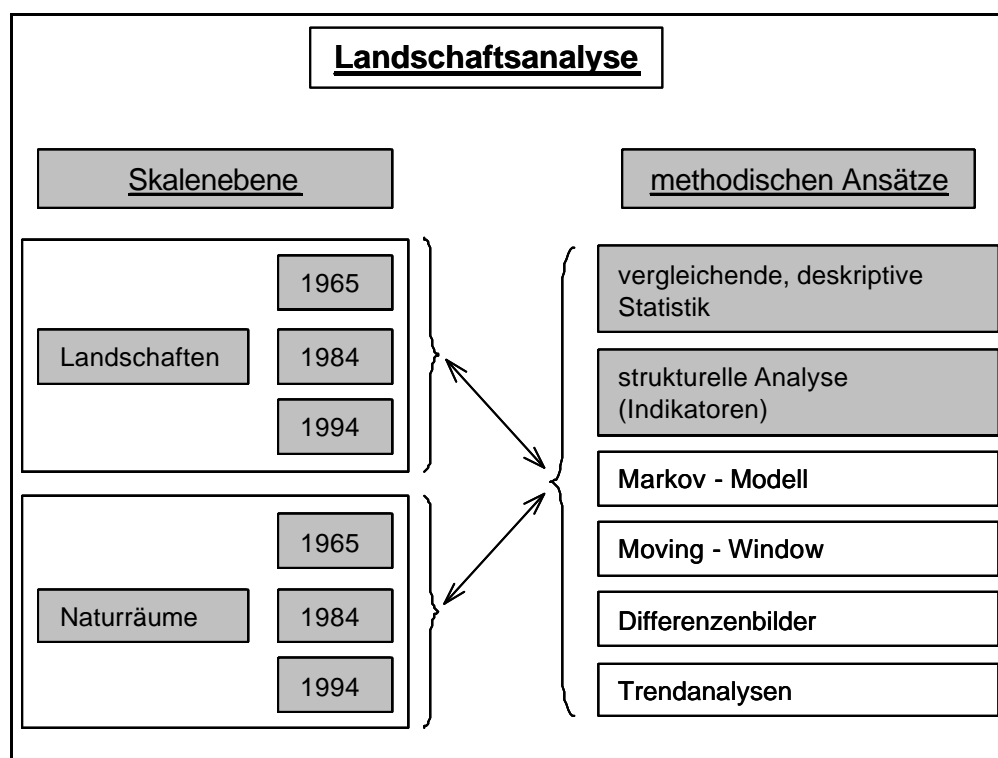 Landschaftsanalyse
Skalenebene
1965
Landschaften
1984
1994
1965
Naturräume
1984
1994
methodischen Ansätze
vergleichende, deskriptive
Statistik
strukturelle Analyse
(Indikatoren)
Markov - Modell
Moving - Window
Differenzenbilder
Trendanalysen